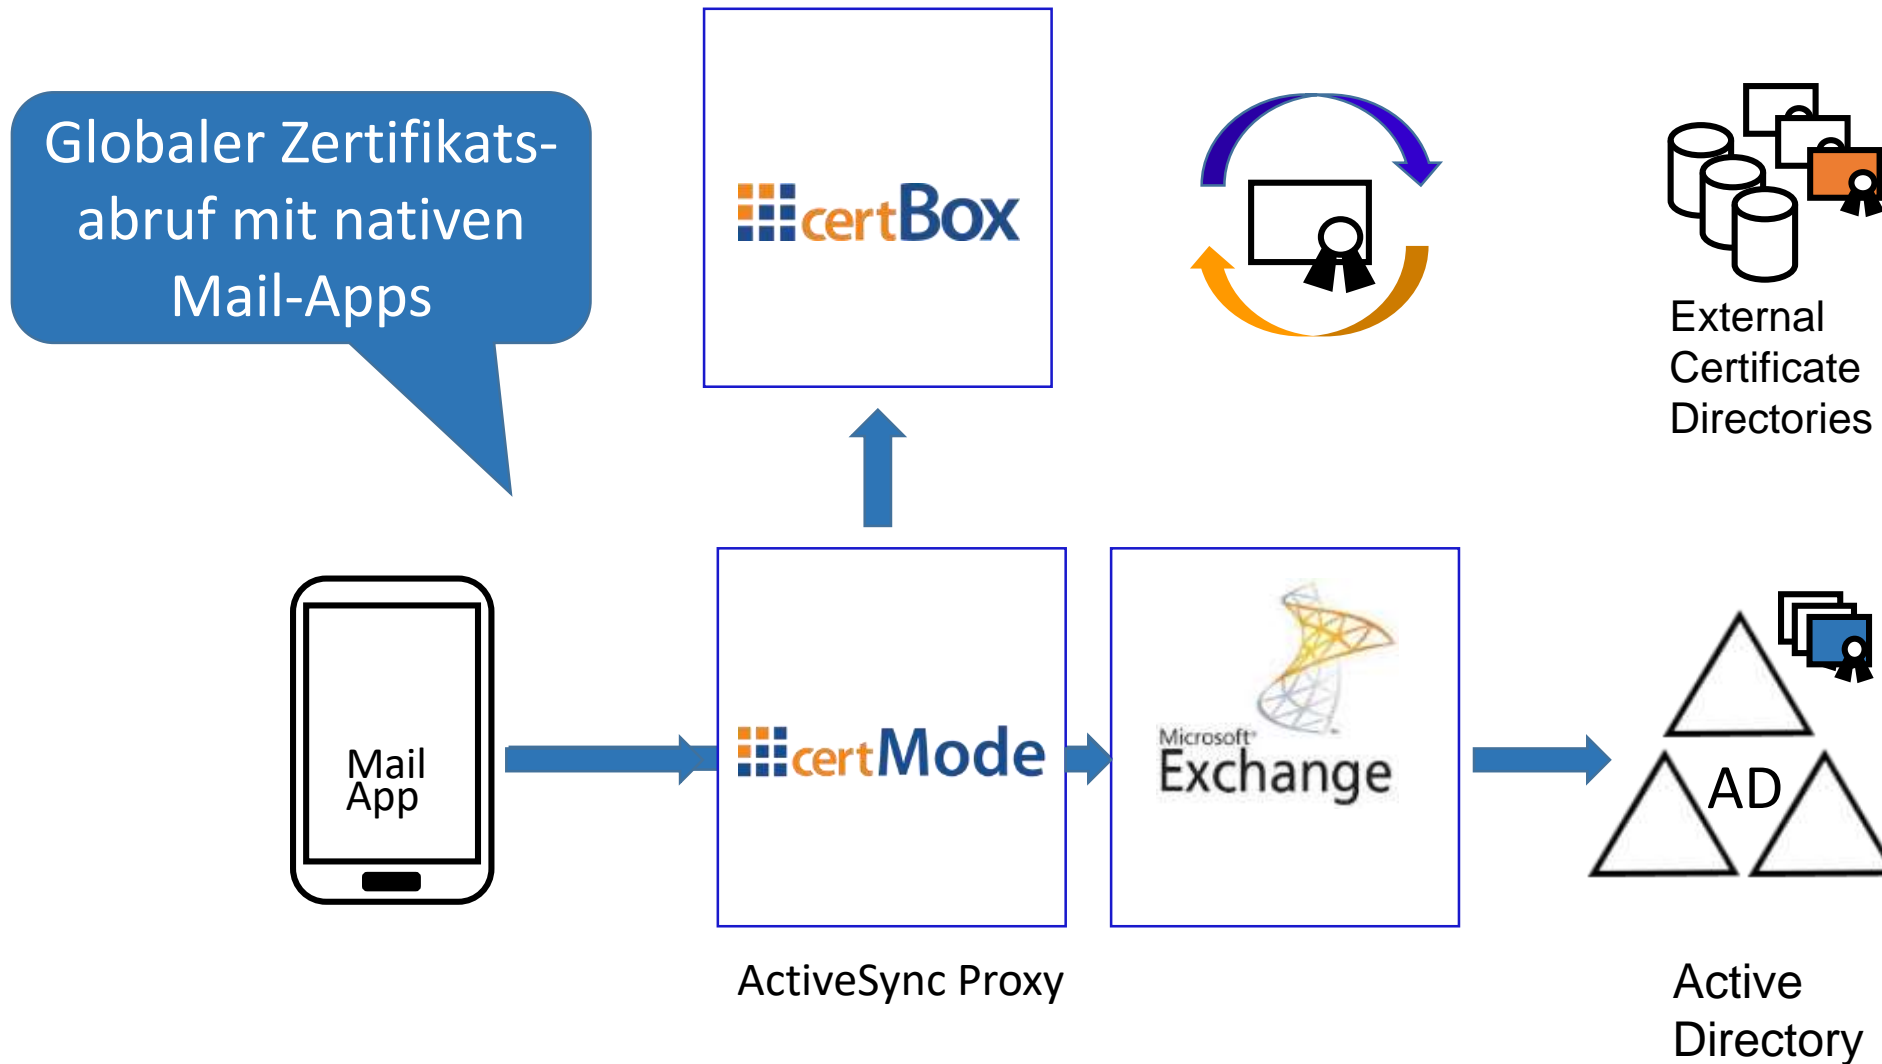 Globaler Zertifikats-
abruf mit nativen
Mail-Apps
certBox
External
Certificate
Directories
Mail
App
certMode
Microsoft
Exchange
AD
ActiveSync Proxy
Active
Directory